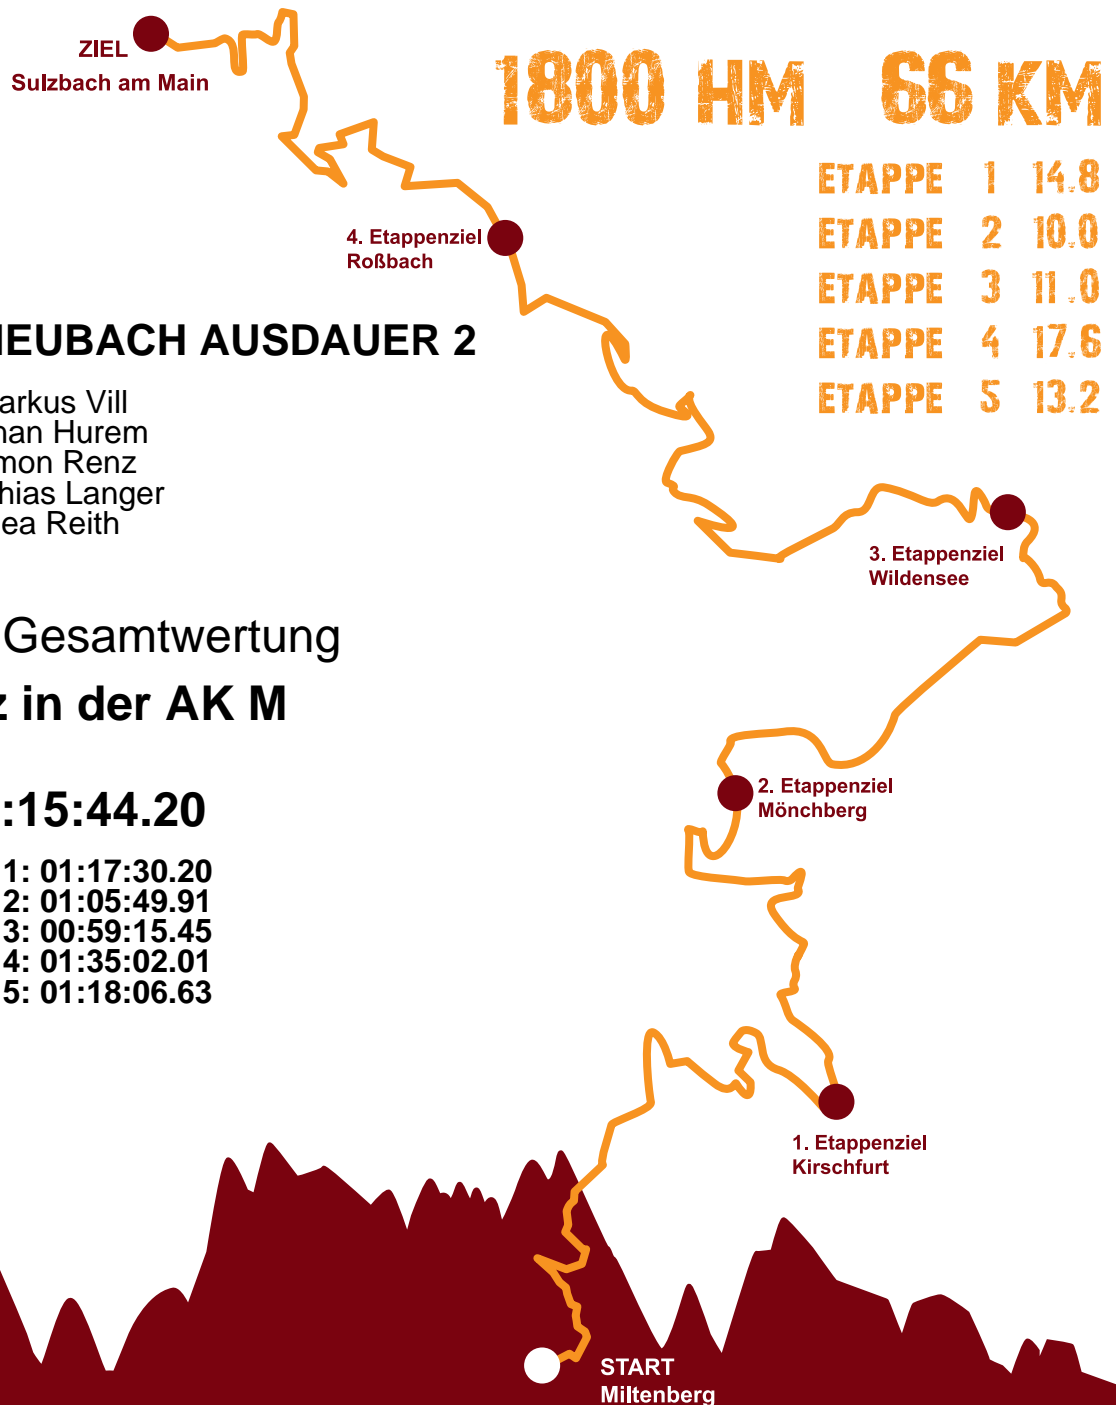 ZIEL
Sulzbach am Main
1800 HM 66 KM
ETAPPE 1 14.8
ETAPPE 2 10.0
ETAPPE 3 11.0
ETAPPE 4 17.6
ETAPPE 5 13.2
4. Etappenziel
Roßbach
NEUBACH AUSDAUER 2
arkus Vill
nan Hurem
mon Renz
hias Langer
ea Reith
3. Etappenziel
Wildensee
Gesamtwertung
z in der AK M
2. Etappenziel
Mönchberg
:15:44.20
1: 01:17:30.20
2: 01:05:49.91
3: 00:59:15.45
4: 01:35:02.01
5: 01:18:06.63
1. Etappenziel
Kirschfurt
START
Miltenberg